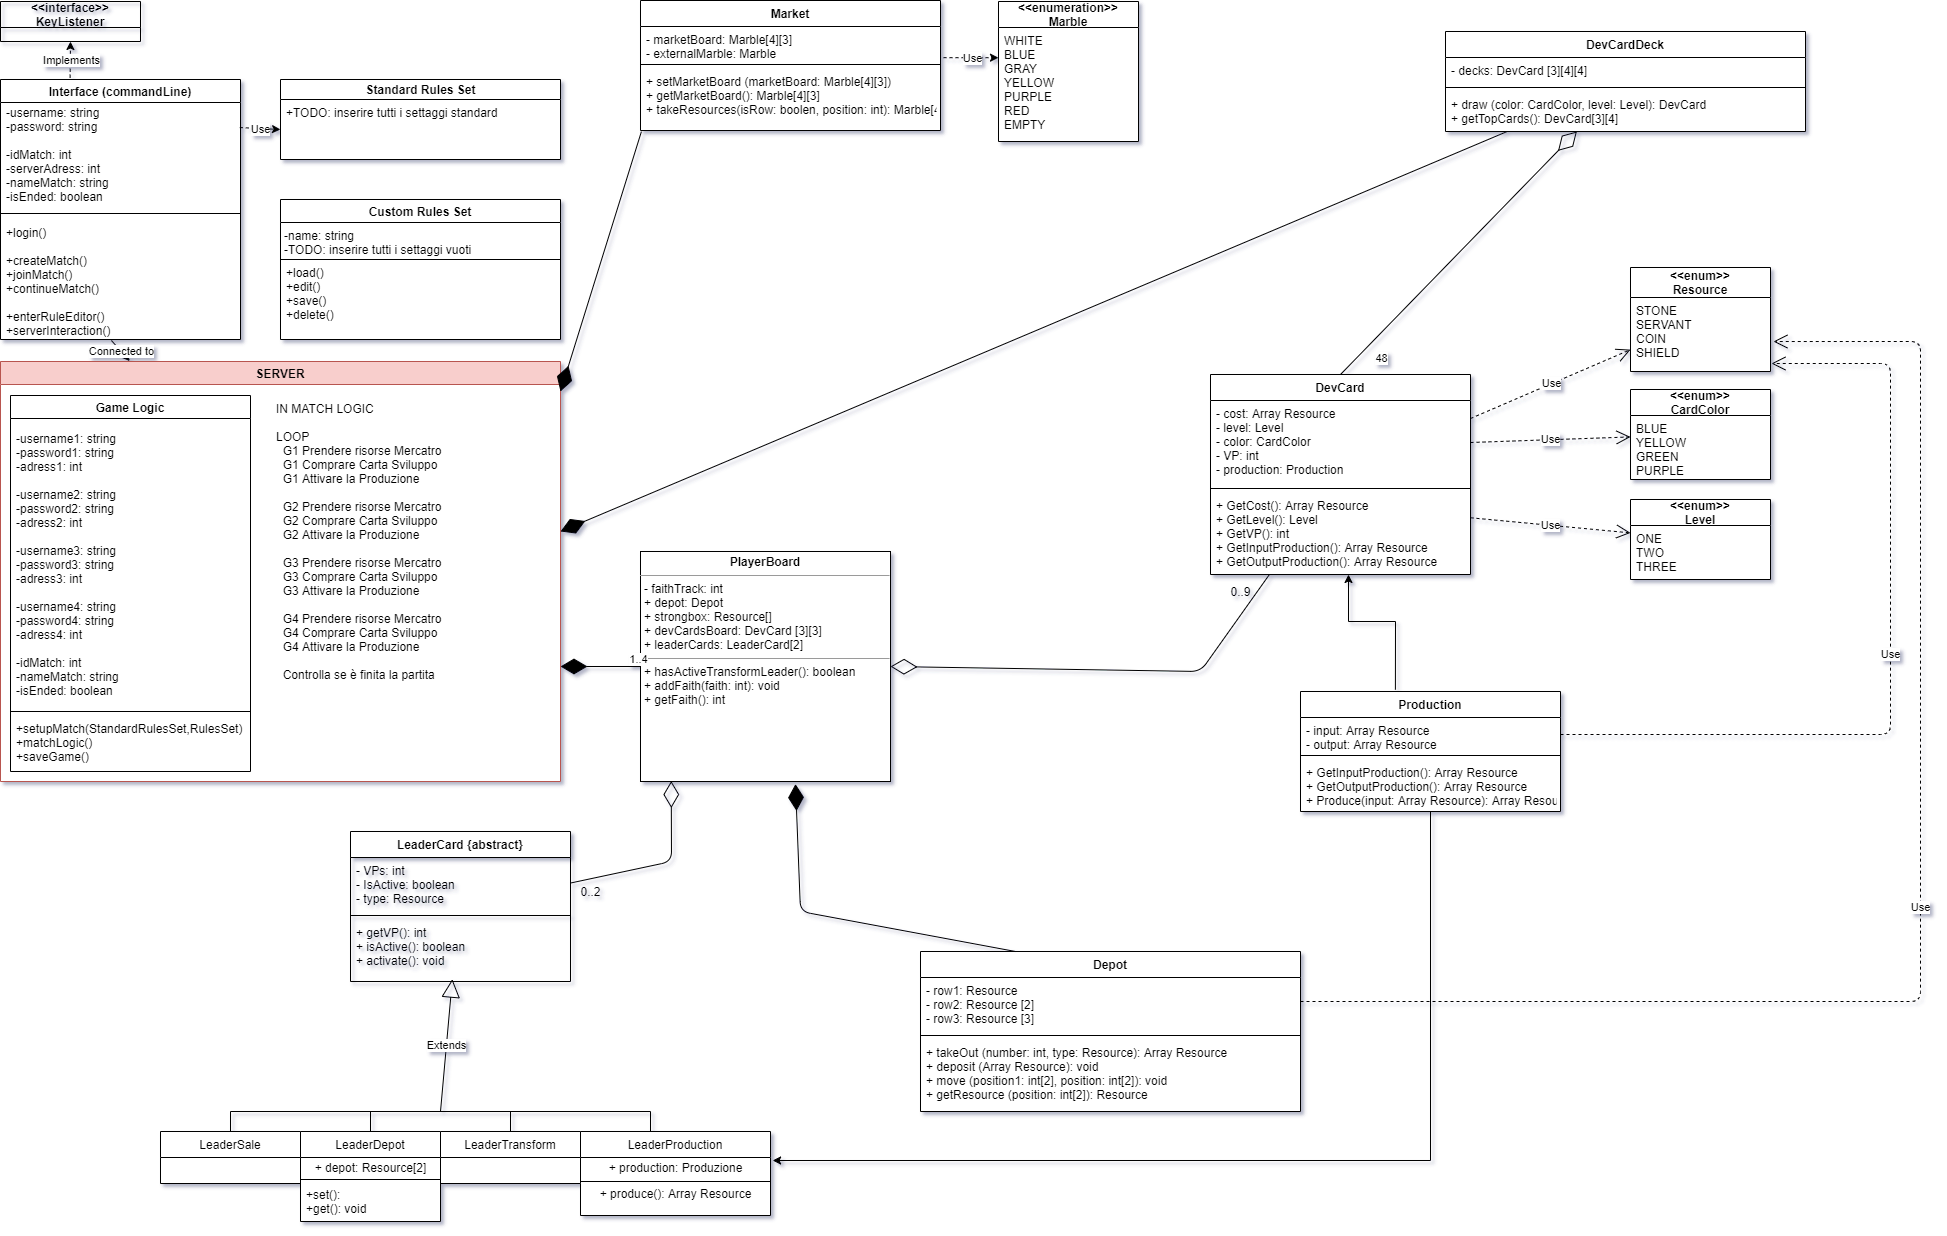 <<interface>>
KeyListener
Implements
Interface (commandLine)
-username: string
-password: string
-idMatch: int
-serverAdress: int
-nameMatch: string
-isEnded: boolean
+login()
+createMatch()
+joinMatch()
+continueMatch()
+enterRuleEditor()
+serverInteraction()
Use
Standard Rules Set
+TODO: inserire tutti i settaggi standard
Custom Rules Set
-name: string
-TODO: inserire tutti i settaggi vuoti
+load()
+edit()
+save()
+delete()
Connected to
SERVER
Game Logic
-username1: string
-password1: string
-adress1: int
-username2: string
-password2: string
-adress2: int
-username3: string
-password3: string
-adress3: int
-username4: string
-password4: string
-adress4: int
-idMatch: int
-nameMatch: string
-isEnded: boolean
+setupMatch(StandardRulesSet,RulesSet)
+matchLogic()
+saveGame()
IN MATCH LOGIC
LOOP
G1 Prendere risorse Mercatro
G1 Comprare Carta Sviluppo
G1 Attivare la Produzione
G2 Prendere risorse Mercatro
G2 Comprare Carta Sviluppo
G2 Attivare la Produzione
G3 Prendere risorse Mercatro
G3 Comprare Carta Sviluppo
G3 Attivare la Produzione
G4 Prendere risorse Mercatro
G4 Comprare Carta Sviluppo
G4 Attivare la Produzione
Controlla se è finita la partita
Market
- marketBoard: Marble[4][3]
- externalMarble: Marble
+ setMarketBoard (marketBoard: Marble[4][3])
+ getMarketBoard(): Marble[4][3]
+ takeResources(isRow: boolen, position: int): Marble[4
Use
<<enumeration>>
Marble
WHITE
BLUE
GRAY
YELLOW
PURPLE
RED
EMPTY
DevCardDeck
- decks: DevCard [3][4][4]
+ draw (color: CardColor, level: Level): DevCard
+ getTopCards(): DevCard[3][4]
48
DevCard
- cost: Array Resource
- level: Level
- color: CardColor
- VP: int
- production: Production
+ GetCost(): Array Resource
+ GetLevel(): Level
+ GetVP(): int
+ GetInputProduction(): Array Resource
+ GetOutputProduction(): Array Resource
0..9
Use
Use
Use
<<enum>>
Resource
STONE
SERVANT
COIN
SHIELD
<<enum>>
CardColor
BLUE
YELLOW
GREEN
PURPLE
<<enum>>
Level
ONE
TWO
THREE
PlayerBoard
- faithTrack: int
+ depot: Depot
+ strongbox: Resource[]
+ devCardsBoard: DevCard [3][3]
+ leaderCards: LeaderCard[2]
1..4
+ hasActiveTransformLeader(): boolean
+ addFaith(faith: int): void
+ getFaith(): int
Production
- input: Array Resource
- output: Array Resource
+ GetInputProduction(): Array Resource
+ GetOutputProduction(): Array Resource
+ Produce(input: Array Resource): Array Resou
Use
Use
LeaderCard {abstract}
- VPs: int
- IsActive: boolean
- type: Resource
+ getVP(): int
+ isActive(): boolean
+ activate(): void
0..2
Extends
Depot
- row1: Resource
- row2: Resource [2]
- row3: Resource [3]
+ takeOut (number: int, type: Resource): Array Resource
+ deposit (Array Resource): void
+ move (position1: int[2], position: int[2]): void
+ getResource (position: int[2]): Resource
LeaderSale
LeaderDepot
+ depot: Resource[2]
+set():
+get(): void
LeaderTransform
LeaderProduction
+ production: Produzione
+ produce(): Array Resource